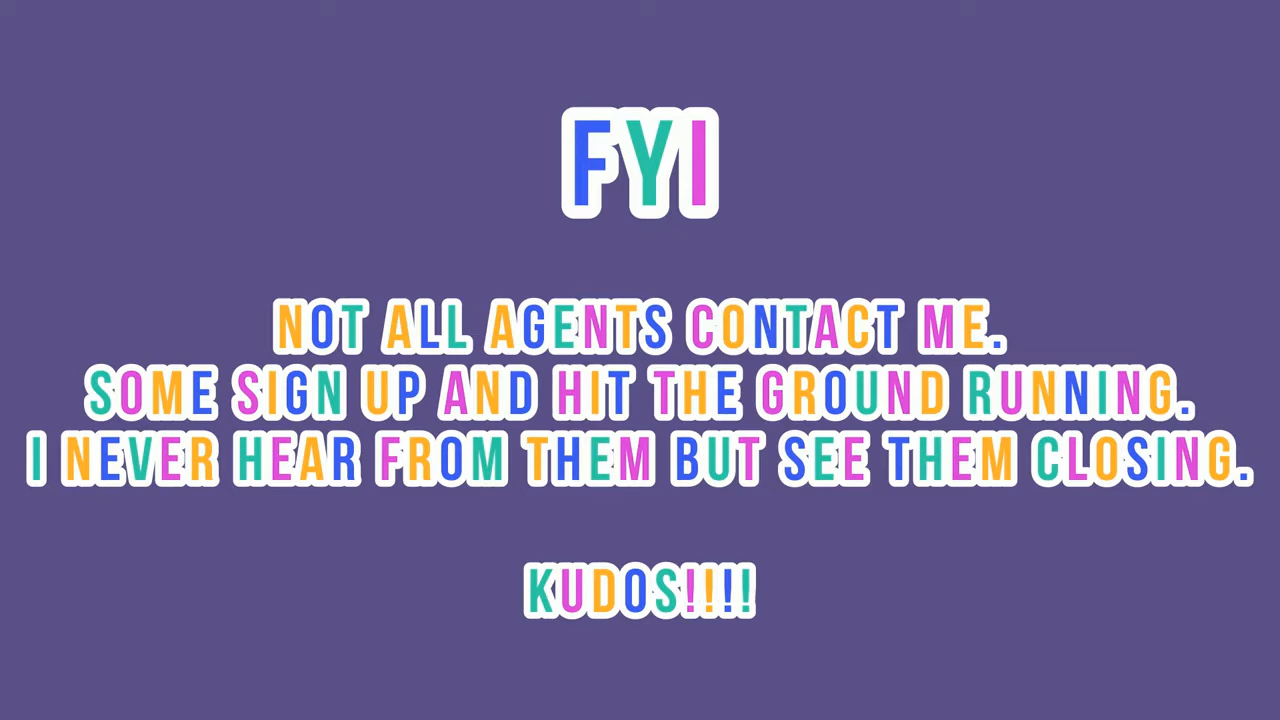 FYI
NOT ALL AGENTS CONTACT ME.
SOME SIGN UP AND HIT THE GROUND RUNNING.
I NEVER HEAR FROM THEM BUT SEE THEM CLOSING.
KUDOS!!!!